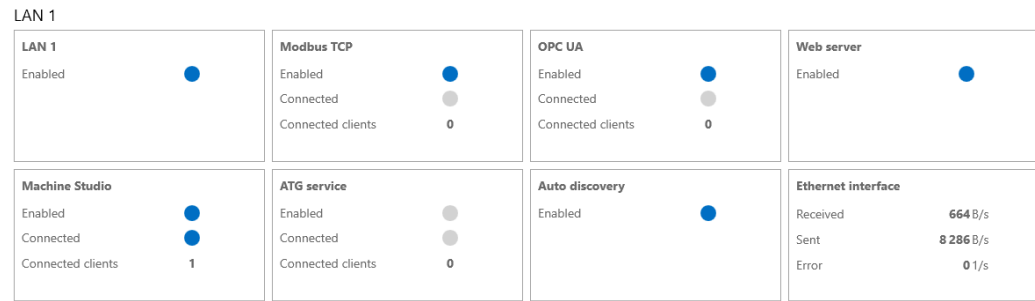 LAN 1
LAN 1
Enabled
Modbus TCP
Enabled
Connected
Connected clients 0
OPC UA
Enabled
Connected
Connected clients 0
Web server
Enabled
Machine Studio
Enabled
Connected
Connected clients 1
ATG service
Enabled
Connected
Connected clients 0
Auto discovery
Enabled
Ethernet interface
Received 664 B/s
Sent 8 286 B/s
Error 0 1/s